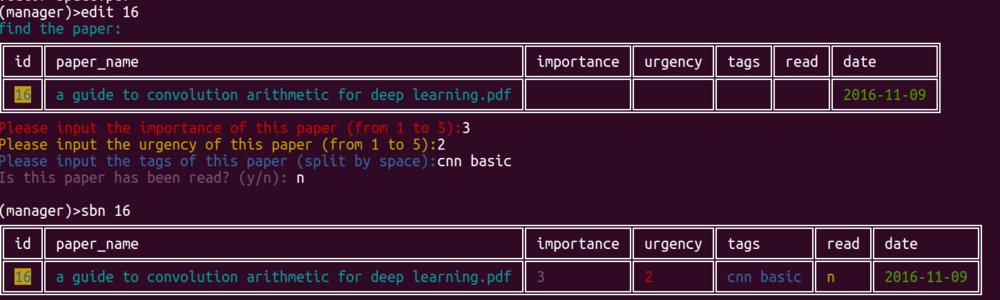 (manager)>edit 16
find the paper:
id paper_name importance urgency tags read date
16 a guide to convolution arithmetic for deep learning.pdf 2016-11-09
Please input the importance of this paper (from 1 to 5):3
Please input the urgency of this paper (from 1 to 5):2
Please input the tags of this paper (split by space):cnn basic
Is this paper has been read? (y/n): n
(manager)>sbn 16
id paper_name importance urgency tags read date
16 a guide to convolution arithmetic for deep learning.pdf 3 2 cnn basic n 2016-11-09